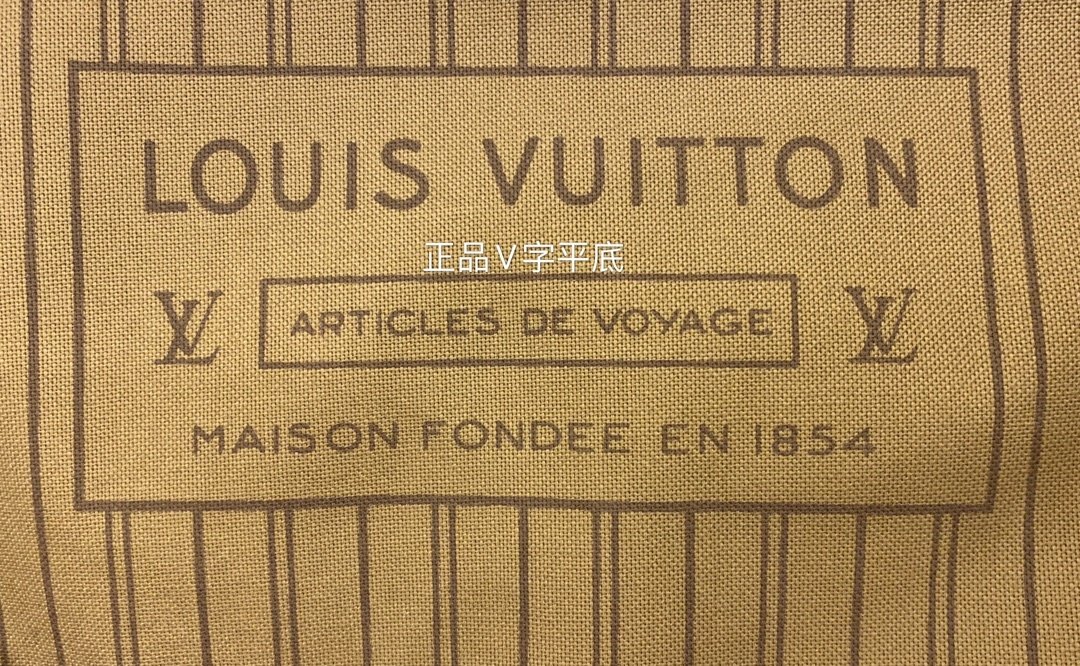 LOUIS VUITTON
正品V字平底
LV ARTICLES DE VOYAGE LV
MAISON FONDEE EN 1854